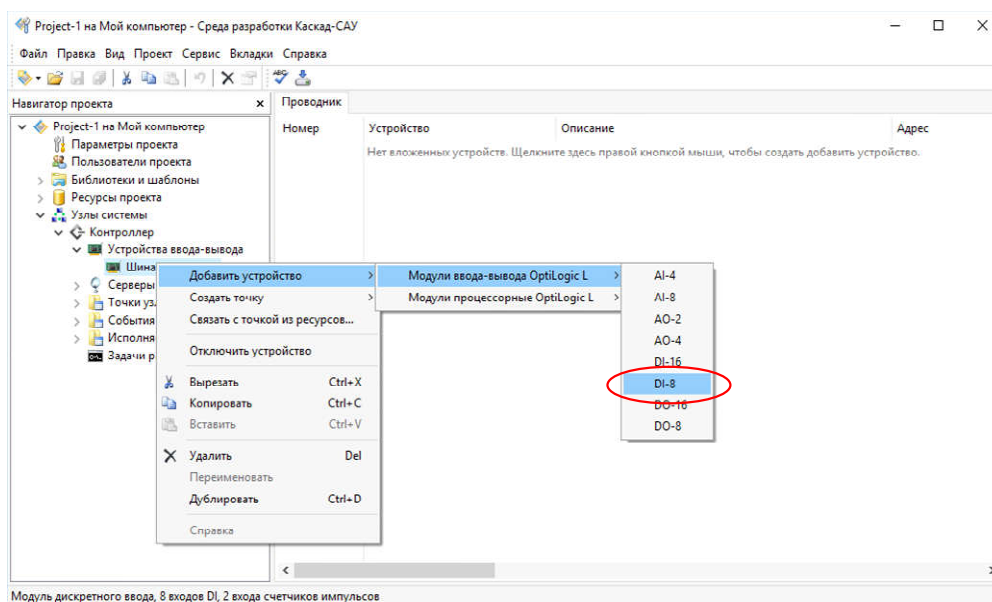 Project-1 на Мой компьютер - Среда разработки Каскад-САУ
Файл Правка Вид Проект Сервис Вкладки Справка
Навигатор проекта
Проводник
Project-1 на Мой компьютер
Параметры проекта
Пользователи проекта
Библиотеки и шаблоны
Ресурсы проекта
Узлы системы
Контроллер
Устройства ввода-вывода
Шина
Серверы
Точки уз
События
Исполня
Задачи р
Номер Устройство Описание Адрес
Нет вложенных устройств. Щелкните здесь правой кнопкой мыши, чтобы создать добавить устройство.
Добавить устройство
Создать точку
Связать с точкой из ресурсов...
Отключить устройство
Вырезать Ctrl+X
Копировать Ctrl+C
Вставить Ctrl+V
Удалить Del
Переименовать
Дублировать Ctrl+D
Справка
Модули ввода-вывода OptiLogic L
Модули процессорные OptiLogic L
AI-4
AI-8
AO-2
AO-4
DI-16
DI-8
DO-16
DO-8
Модуль дискретного ввода, 8 входов DI, 2 входа счетчиков импульсов